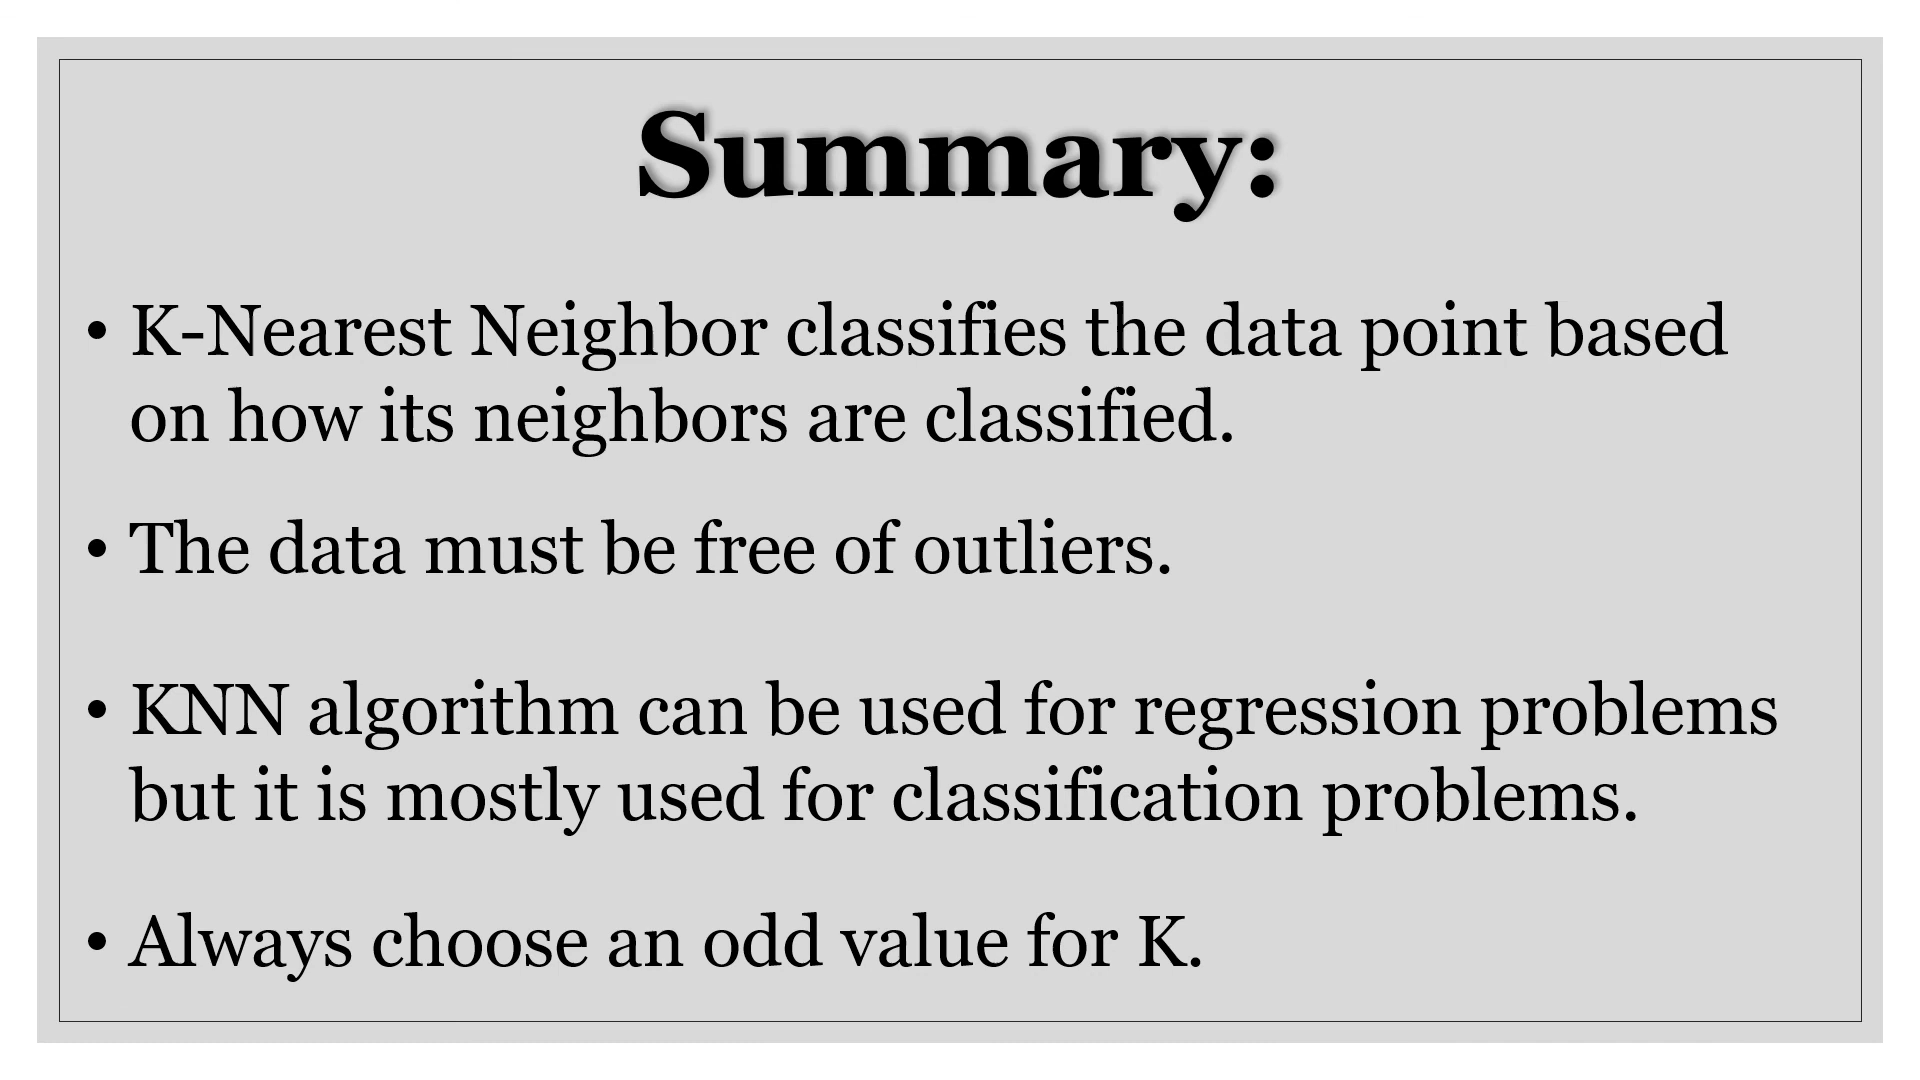 Summary:
• K-Nearest Neighbor classifies the data point based
on how its neighbors are classified.
• The data must be free of outliers.
• KNN algorithm can be used for regression problems
but it is mostly used for classification problems.
• Always choose an odd value for K.